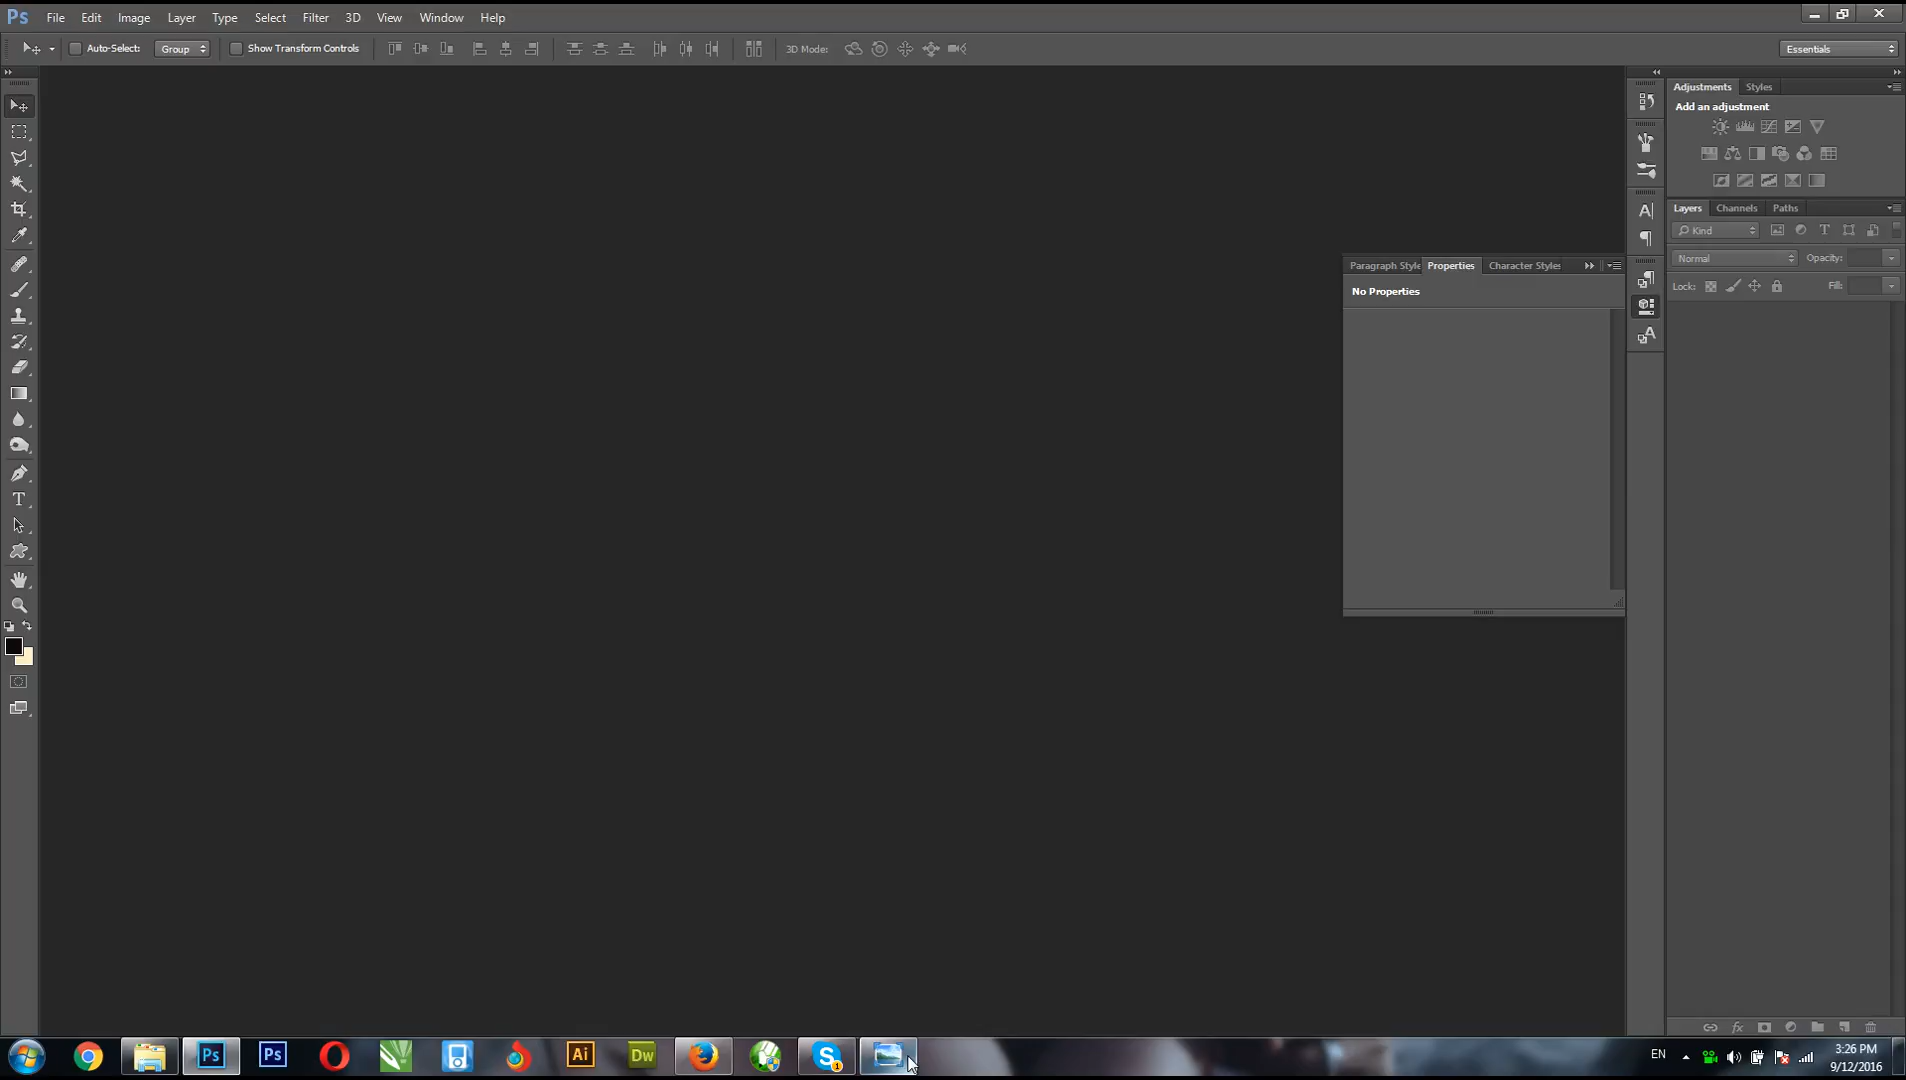 Ps File Edit Image Layer Type Select Filter 3D View Window Help
Auto-Select: Group Show Transform Controls 3D Mode: Essentials
Adjustments Styles
Add an adjustment
Layers Channels Paths
Kind T
Normal Opacity:
Lock: Fill:
Paragraph Style Properties Character Styles
No Properties
A
T
fx
Ps Ps Ai Dw S 1
EN 3:26 PM
9/12/2016